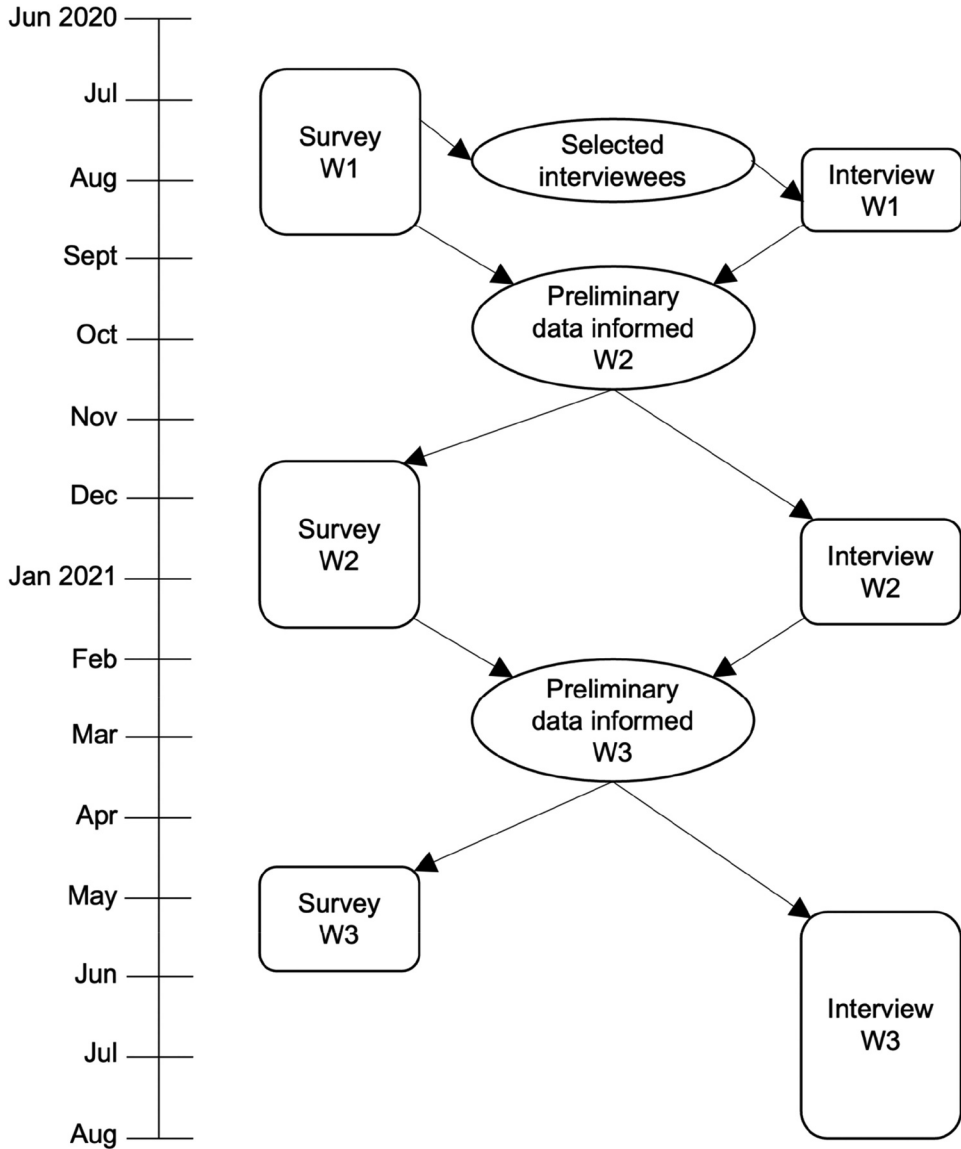 Jun 2020
Jul
Aug
Sept
Oct
Nov
Dec
Jan 2021
Feb
Mar
Apr
May
Jun
Jul
Aug
Survey
W1
Selected
interviewees
Interview
W1
Preliminary
data informed
W2
Survey
W2
Interview
W2
Preliminary
data informed
W3
Survey
W3
Interview
W3